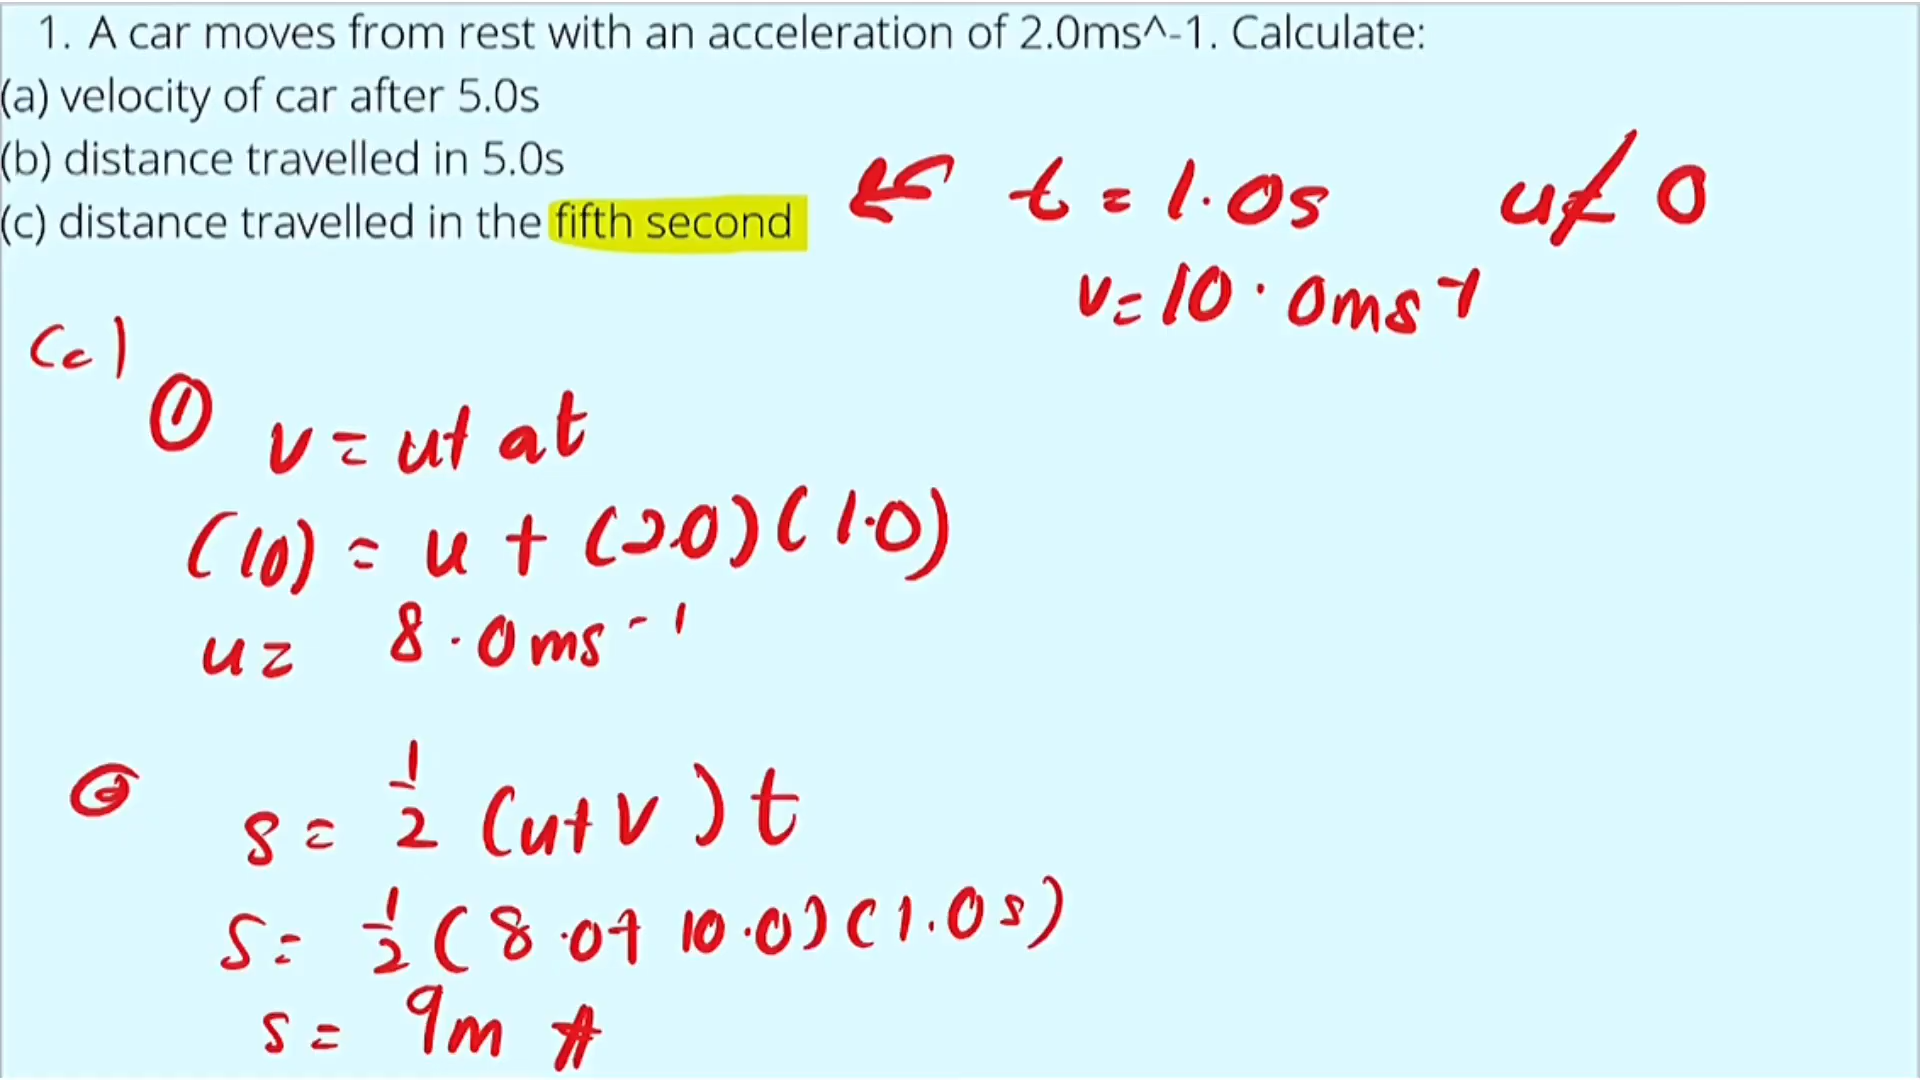 1. A car moves from rest with an acceleration of 2.0ms^-1. Calculate:
(a) velocity of car after 5.0s
(b) distance travelled in 5.0s
(c) distance travelled in the fifth second
t = 1.0s u ≠ 0
v = 10.0ms⁻¹
(c)
① v = u + at
(10) = u + (2.0)(1.0)
u = 8.0ms⁻¹
② s = ½ (u + v) t
s = ½ (8.0 + 10.0)(1.0s)
s = 9m #